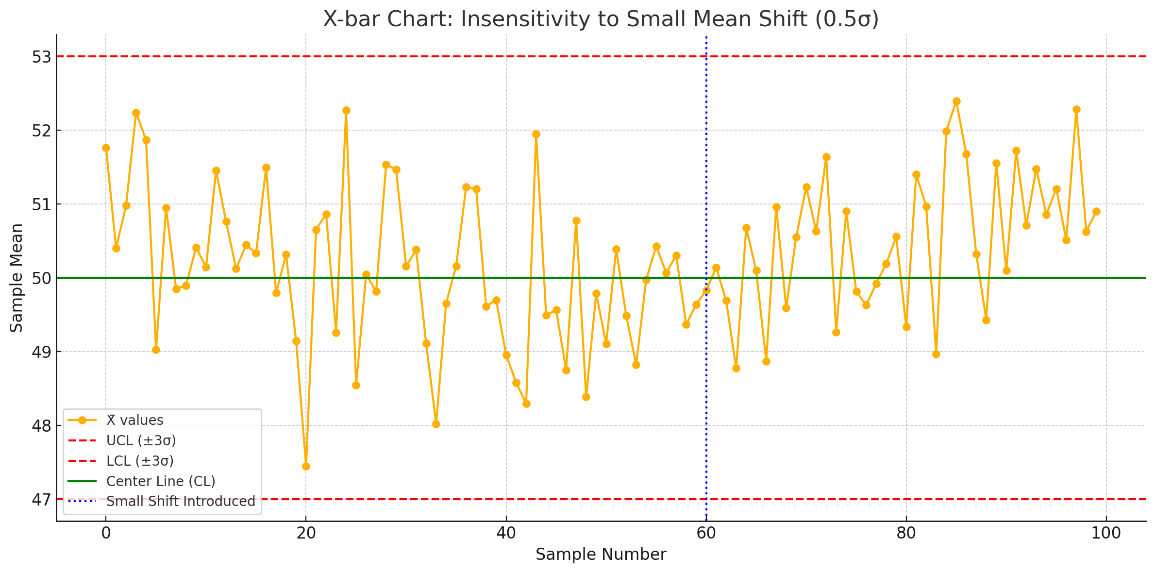 X-bar Chart: Insensitivity to Small Mean Shift (0.5σ)
Sample Mean
53
52
51
50
49
48
47
X̄ values
UCL (±3σ)
LCL (±3σ)
Center Line (CL)
Small Shift Introduced
0 20 40 60 80 100
Sample Number